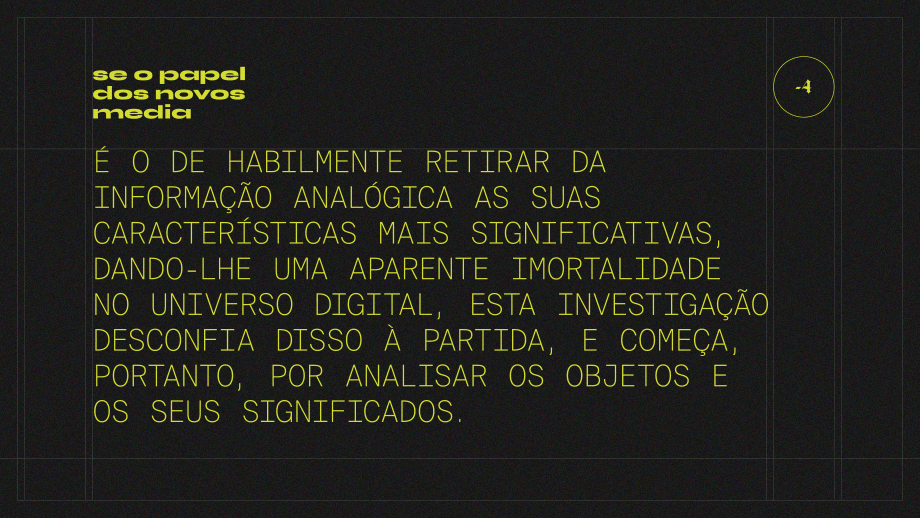 se o papel
dos novos
media
É O DE HABILMENTE RETIRAR DA
INFORMAÇÃO ANALÓGICA AS SUAS
CARACTERÍSTICAS MAIS SIGNIFICATIVAS,
DANDO-LHE UMA APARENTE IMORTALIDADE
NO UNIVERSO DIGITAL, ESTA INVESTIGAÇÃO
DESCONFIA DISSO À PARTIDA, E COMEÇA,
PORTANTO, POR ANALISAR OS OBJETOS E
OS SEUS SIGNIFICADOS.